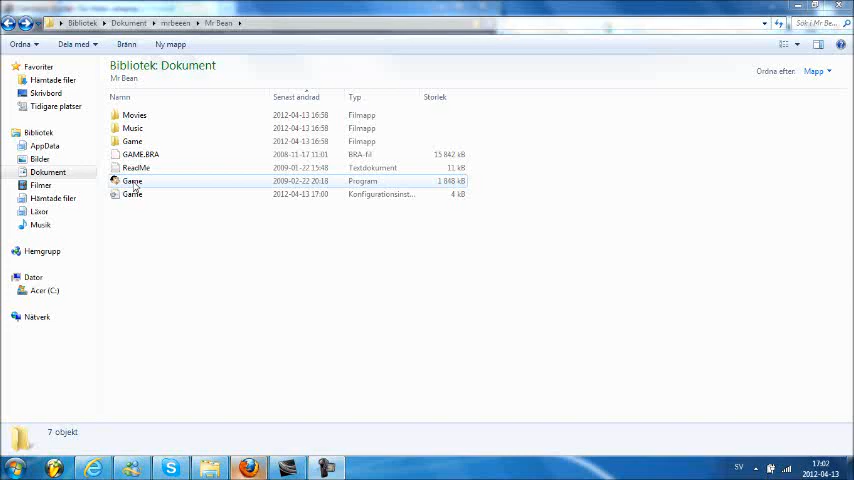 Bibliotek ▸ Dokument ▸ mrbeeen ▸ Mr Bean ▸
Sök i Mr Be...
Ordna Dela med Bränn Ny mapp
Bibliotek: Dokument
Mr Bean
Ordna efter: Mapp
Namn Senast ändrad Typ Storlek
Movies 2012-04-13 16:58 Filmapp
Music 2012-04-13 16:58 Filmapp
Game 2012-04-13 16:58 Filmapp
GAME.BRA 2008-11-17 11:01 BRA-fil 15 842 kB
ReadMe 2009-01-22 15:48 Textdokument 11 kB
Game 2009-02-22 20:18 Program 1 848 kB
Game 2012-04-13 17:00 Konfigurationsinst... 4 kB
Favoriter
Hämtade filer
Skrivbord
Tidigare platser
Bibliotek
AppData
Bilder
Dokument
Filmer
Hämtade filer
Läxor
Musik
Hemgrupp
Dator
Acer (C:)
Nätverk
7 objekt
SV
17:02
2012-04-13